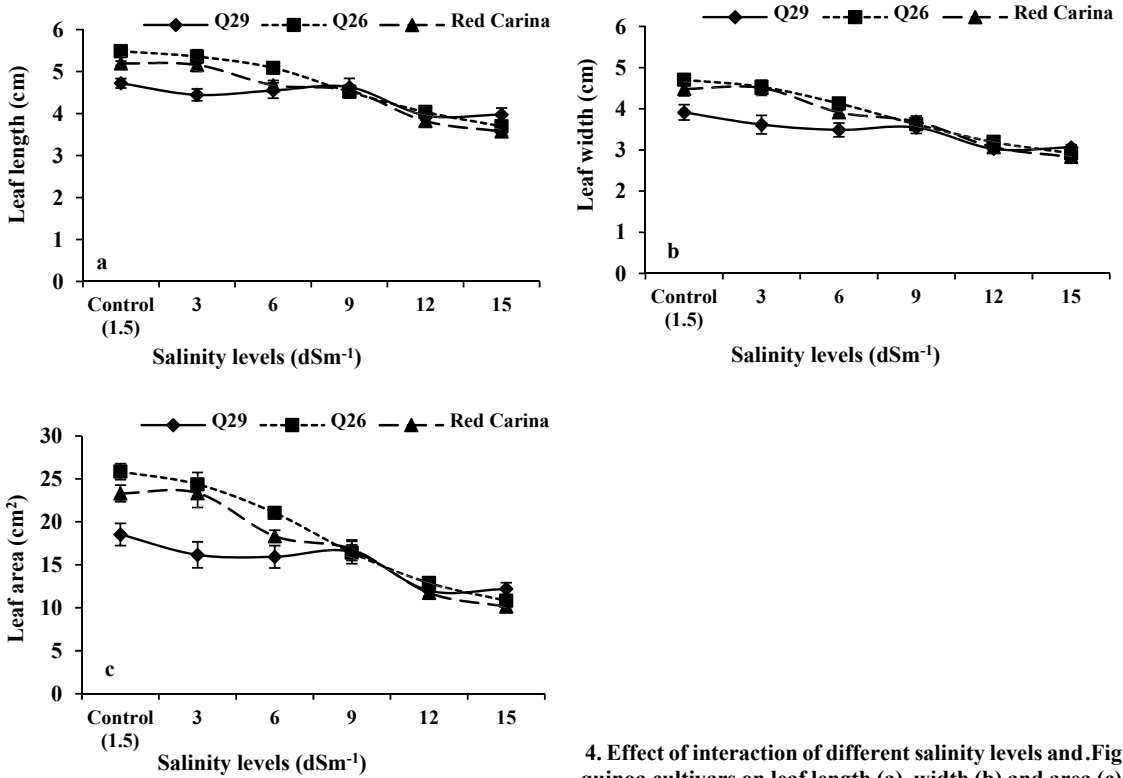 Q29 Q26 Red Carina
6
5
4
3
2
1
0
Leaf length (cm)
a
Control 3 6 9 12 15
(1.5)
Salinity levels (dSm-1)
Q29 Q26 Red Carina
6
5
4
3
2
1
0
Leaf width (cm)
b
Control 3 6 9 12 15
(1.5)
Salinity levels (dSm-1)
Q29 Q26 Red Carina
30
25
20
15
10
5
0
Leaf area (cm2)
c
Control 3 6 9 12 15
(1.5)
Salinity levels (dSm-1)
4. Effect of interaction of different salinity levels and.Fig
quinoa cultivars on leaf length (a), width (b) and area (c)